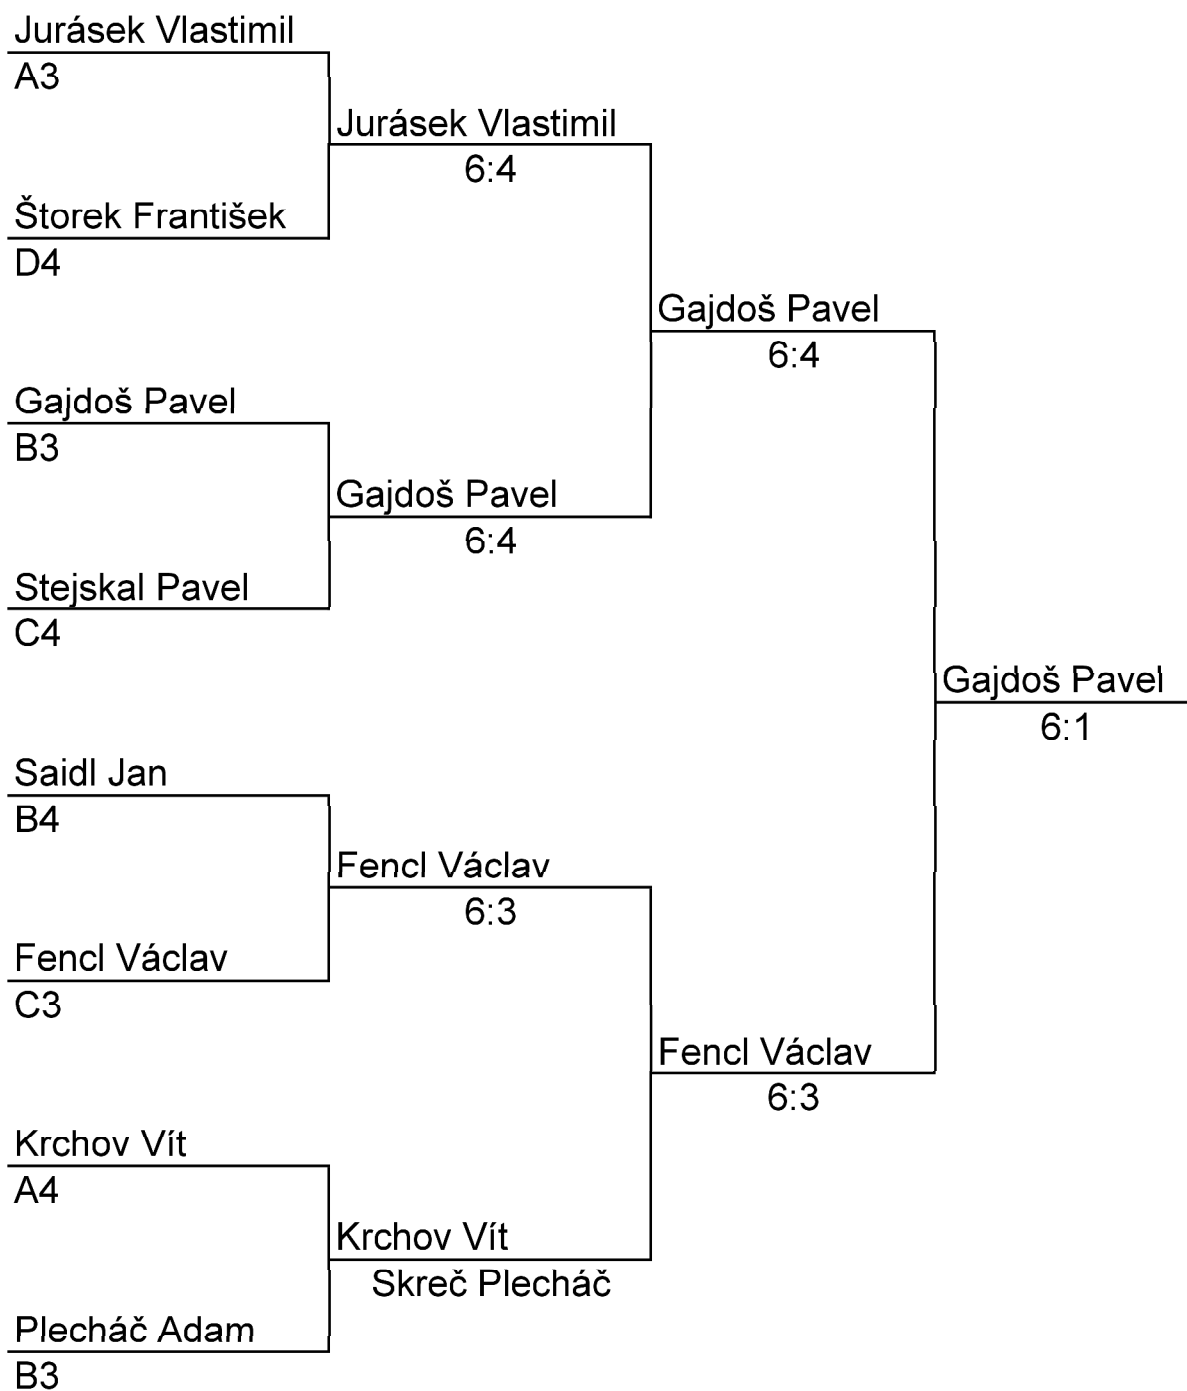 Jurásek Vlastimil
A3
Jurásek Vlastimil
6:4
Štorek František
D4
Gajdoš Pavel
6:4
Gajdoš Pavel
B3
Gajdoš Pavel
6:4
Stejskal Pavel
C4
Gajdoš Pavel
6:1
Saidl Jan
B4
Fencl Václav
6:3
Fencl Václav
C3
Fencl Václav
6:3
Krchov Vít
A4
Krchov Vít
Skreč Plecháč
Plecháč Adam
B3